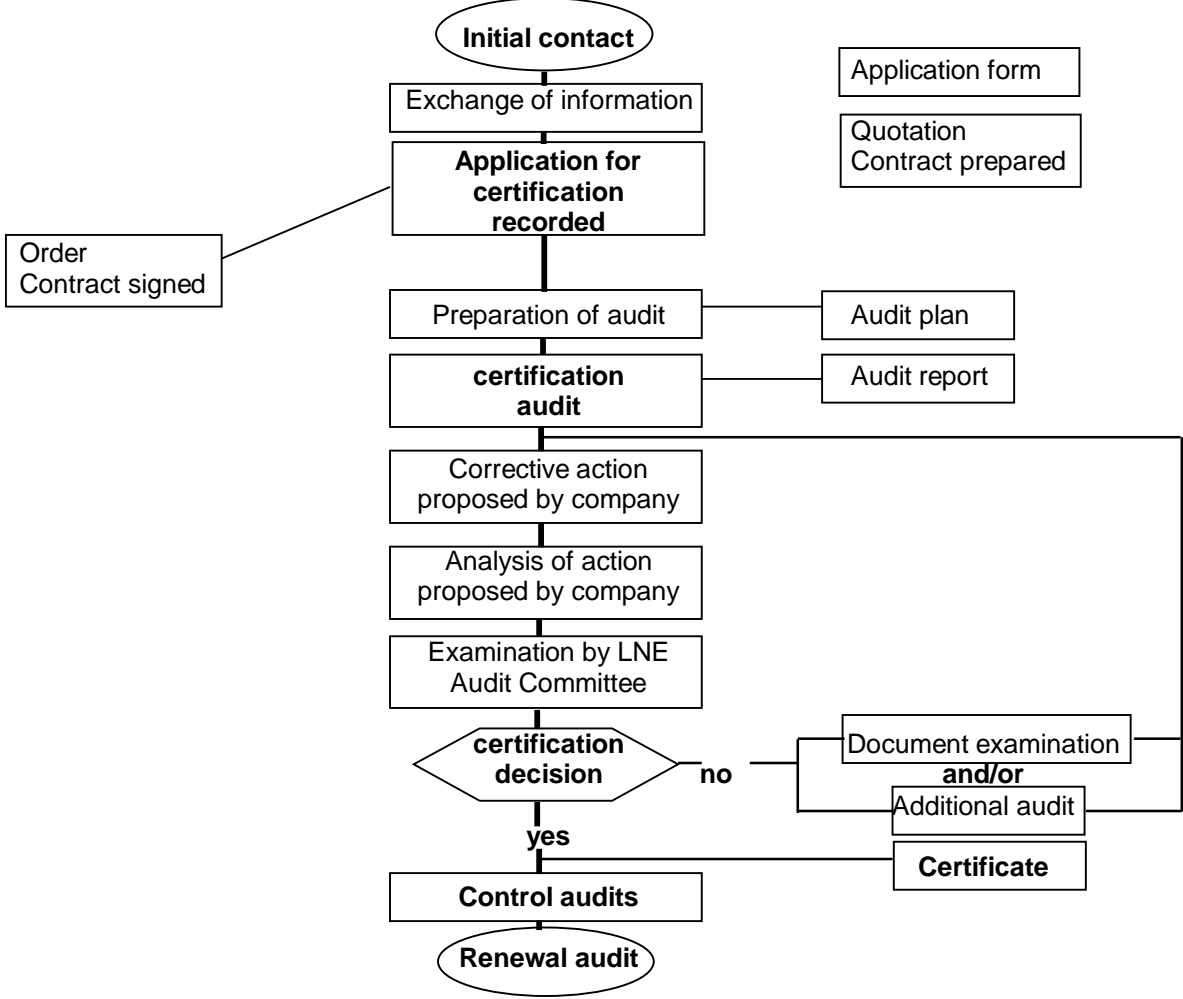 Initial contact
Application form
Exchange of information
Quotation
Contract prepared
Application for
certification
recorded
Order
Contract signed
Preparation of audit
Audit plan
certification
audit
Audit report
Corrective action
proposed by company
Analysis of action
proposed by company
Examination by LNE
Audit Committee
certification
decision
no
Document examination
and/or
Additional audit
yes
Certificate
Control audits
Renewal audit